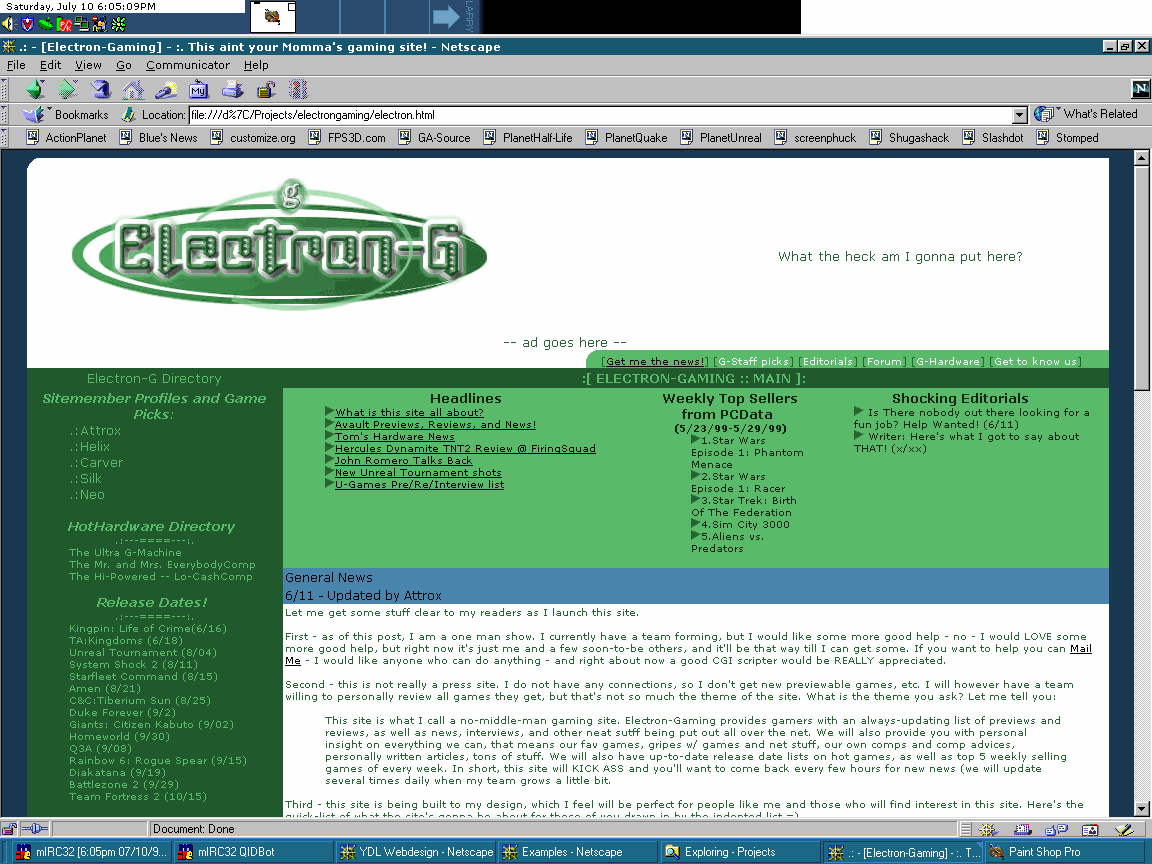 Saturday, July 10 6:05:09PM
LARRY
.: - [Electron-Gaming] - :. This aint your Momma's gaming site! - Netscape
File Edit View Go Communicator Help
My
N
Bookmarks Location: file:///d%7C/Projects/electrongaming/electron.html What's Related
ActionPlanet Blue's News customize.org FPS3D.com GA-Source PlanetHalf-Life PlanetQuake PlanetUnreal screenphuck Shugashack Slashdot Stomped
g
Electron-G
What the heck am I gonna put here?
-- ad goes here --
[Get me the news!] [G-Staff picks] [Editorials] [Forum] [G-Hardware] [Get to know us]
Electron-G Directory
:[ ELECTRON-GAMING :: MAIN ]:
Sitemember Profiles and Game
Picks:
.:Attrox
.:Helix
.:Carver
.:Silk
.:Neo
HotHardware Directory
.:---====---:.
The Ultra G-Machine
The Mr. and Mrs. EverybodyComp
The Hi-Powered -- Lo-CashComp
Release Dates!
.:---====---:.
Kingpin: Life of Crime(6/16)
TA:Kingdoms (6/18)
Unreal Tournament (8/04)
System Shock 2 (8/11)
Starfleet Command (8/15)
Amen (8/21)
C&C:Tiberium Sun (8/25)
Duke Forever (9/2)
Giants: Citizen Kabuto (9/02)
Homeworld (9/30)
Q3A (9/08)
Rainbow 6: Rogue Spear (9/15)
Diakatana (9/19)
Battlezone 2 (9/29)
Team Fortress 2 (10/15)
Headlines
What is this site all about?
Avault Previews, Reviews, and News!
Tom's Hardware News
Hercules Dynamite TNT2 Review @ FiringSquad
John Romero Talks Back
New Unreal Tournament shots
U-Games Pre/Re/Interview list
Weekly Top Sellers
from PCData
(5/23/99-5/29/99)
1.Star Wars
Episode 1: Phantom
Menace
2.Star Wars
Episode 1: Racer
3.Star Trek: Birth
Of The Federation
4.Sim City 3000
5.Aliens vs.
Predators
Shocking Editorials
Is There nobody out there looking for a
fun job? Help Wanted! (6/11)
Writer: Here's what I got to say about
THAT! (x/xx)
General News
6/11 - Updated by Attrox
Let me get some stuff clear to my readers as I launch this site.
First - as of this post, I am a one man show. I currently have a team forming, but I would like some more good help - no - I would LOVE some
more good help, but right now it's just me and a few soon-to-be others, and it'll be that way till I can get some. If you want to help you can Mail
Me - I would like anyone who can do anything - and right about now a good CGI scripter would be REALLY appreciated.
Second - this is not really a press site. I do not have any connections, so I don't get new previewable games, etc. I will however have a team
willing to personally review all games they get, but that's not so much the theme of the site. What is the theme you ask? Let me tell you:
This site is what I call a no-middle-man gaming site. Electron-Gaming provides gamers with an always-updating list of previews and
reviews, as well as news, interviews, and other neat sutff being put out all over the net. We will also provide you with personal
insight on everything we can, that means our fav games, gripes w/ games and net stuff, our own comps and comp advices,
personally written articles, tons of stuff. We will also have up-to-date release date lists on hot games, as well as top 5 weekly selling
games of every week. In short, this site will KICK ASS and you'll want to come back every few hours for new news (we will update
several times daily when my team grows a little bit.
Third - this site is being built to my design, which I feel will be perfect for people like me and those who will find interest in this site. Here's the
quick-list of what the site's gonna be about for those of you drawn in by the indented list =)
Document: Done
mIRC32 [6:05pm 07/10/9... mIRC32 QIDBot YDL Webdesign - Netscape Examples - Netscape Exploring - Projects .: - [Electron-Gaming] - :. T... Paint Shop Pro